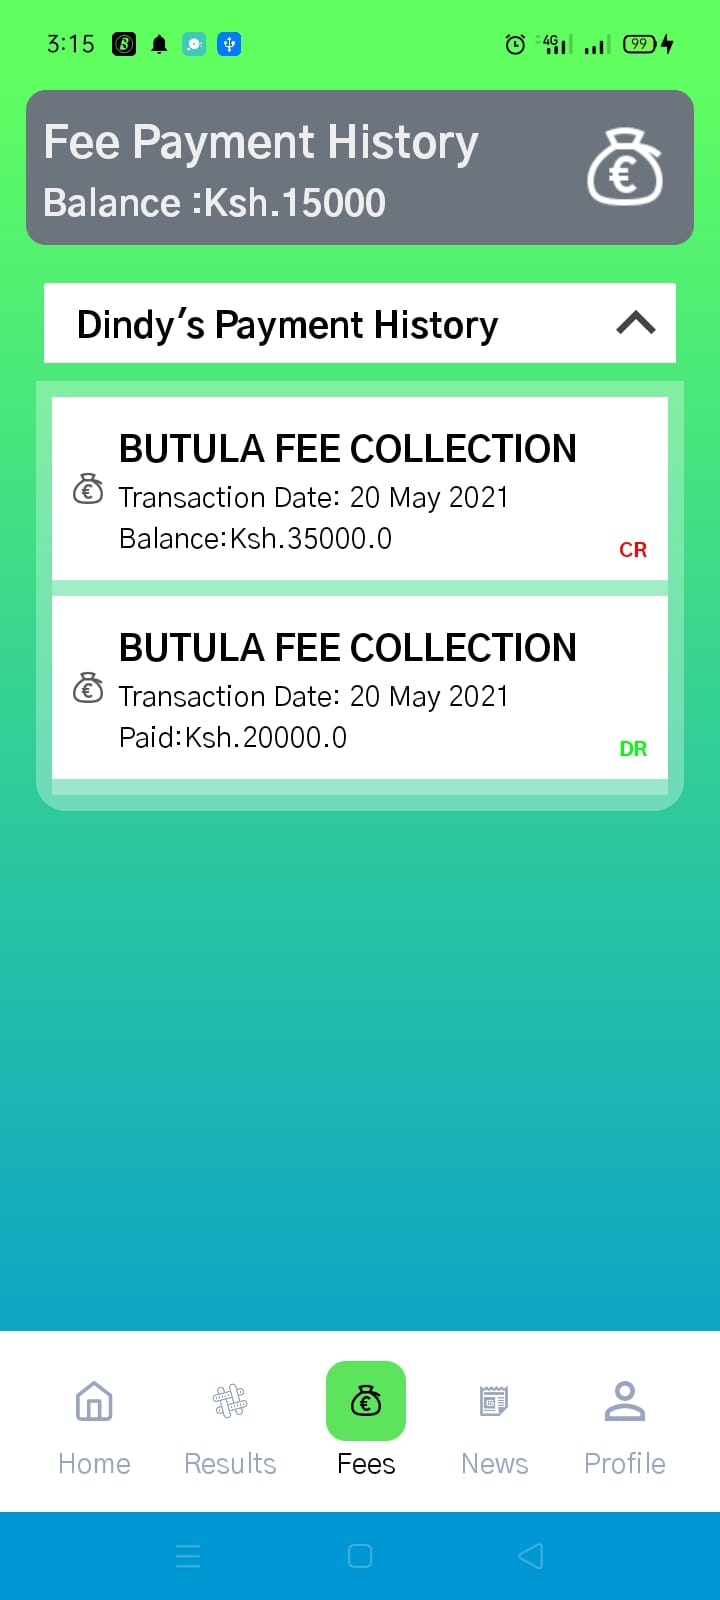 3:15
4G
99
Fee Payment History
Balance :Ksh.15000
Dindy's Payment History
BUTULA FEE COLLECTION
Transaction Date: 20 May 2021
Balance:Ksh.35000.0
CR
BUTULA FEE COLLECTION
Transaction Date: 20 May 2021
Paid:Ksh.20000.0
DR
Home
Results
Fees
News
Profile